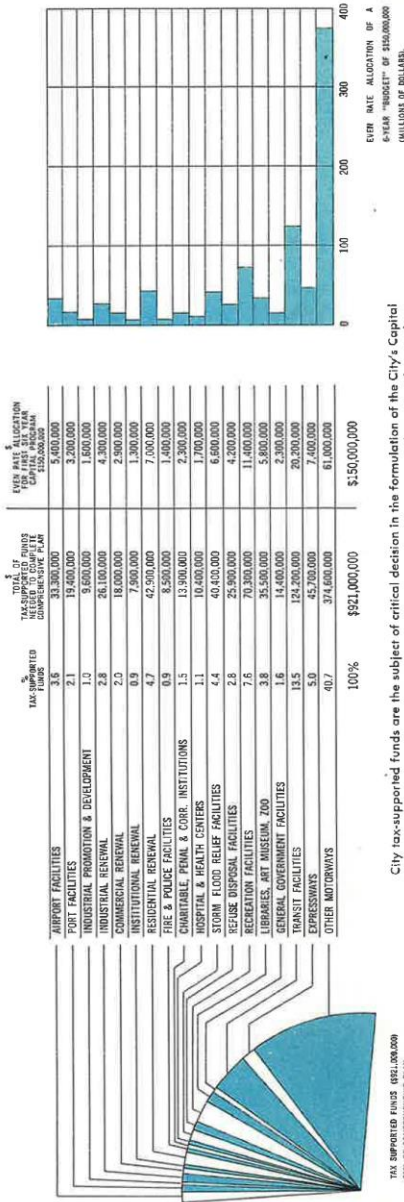 %
TAX-SUPPORTED
FUNDS
$
TOTAL OF
TAX-SUPPORTED FUNDS
NEEDED TO COMPLETE
COMPREHENSIVE PLAN
$
EVEN RATE ALLOCATION
FOR FIRST SIX YEAR
CAPITAL PROGRAM
$150,000,000
AIRPORT FACILITIES 3.6 33,300,000 5,400,000
PORT FACILITIES 2.1 19,400,000 3,200,000
INDUSTRIAL PROMOTION & DEVELOPMENT 1.0 9,600,000 1,600,000
INDUSTRIAL RENEWAL 2.8 26,100,000 4,300,000
COMMERCIAL RENEWAL 2.0 18,000,000 2,900,000
INSTITUTIONAL RENEWAL 0.9 7,900,000 1,300,000
RESIDENTIAL RENEWAL 4.7 42,900,000 7,000,000
FIRE & POLICE FACILITIES 0.9 8,500,000 1,400,000
CHARITABLE, PENAL & CORR. INSTITUTIONS 1.5 13,900,000 2,300,000
HOSPITAL & HEALTH CENTERS 1.1 10,400,000 1,700,000
STORM FLOOD RELIEF FACILITIES 4.4 40,400,000 6,600,000
REFUSE DISPOSAL FACILITIES 2.8 25,900,000 4,200,000
RECREATION FACILITIES 7.6 70,300,000 11,400,000
LIBRARIES, ART MUSEUM, ZOO 3.8 35,500,000 5,800,000
GENERAL GOVERNMENT FACILITIES 1.6 14,400,000 2,300,000
TRANSIT FACILITIES 13.5 124,200,000 20,200,000
EXPRESSWAYS 5.0 45,700,000 7,400,000
OTHER MOTORWAYS 40.7 374,600,000 61,000,000
100% $921,000,000 $150,000,000
0 100 200 300 400
TAX SUPPORTED FUNDS ($921,000,000)
EVEN RATE ALLOCATION OF A
6-YEAR "BUDGET" OF $150,000,000
(MILLIONS OF DOLLARS)
City tax-supported funds are the subject of critical decision in the formulation of the City's Capital